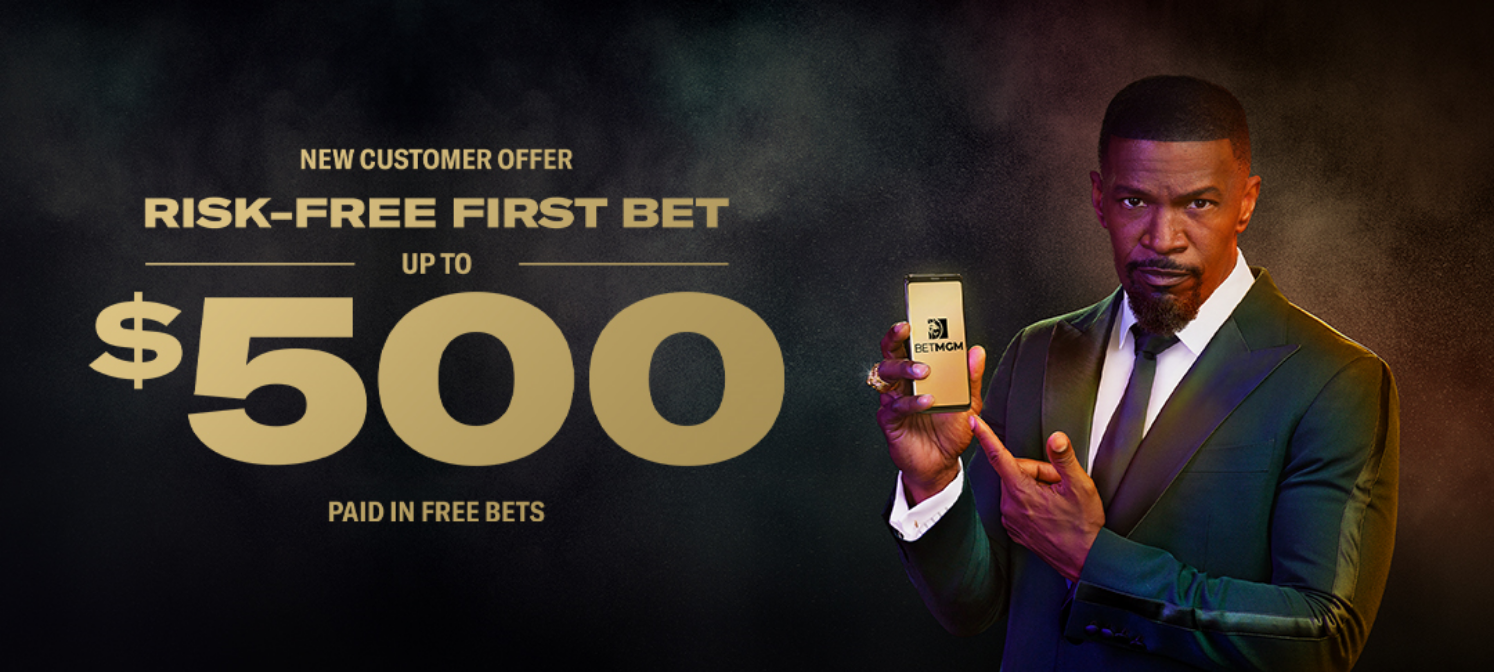 NEW CUSTOMER OFFER
RISK-FREE FIRST BET
UP TO
$500
PAID IN FREE BETS
BETMGM